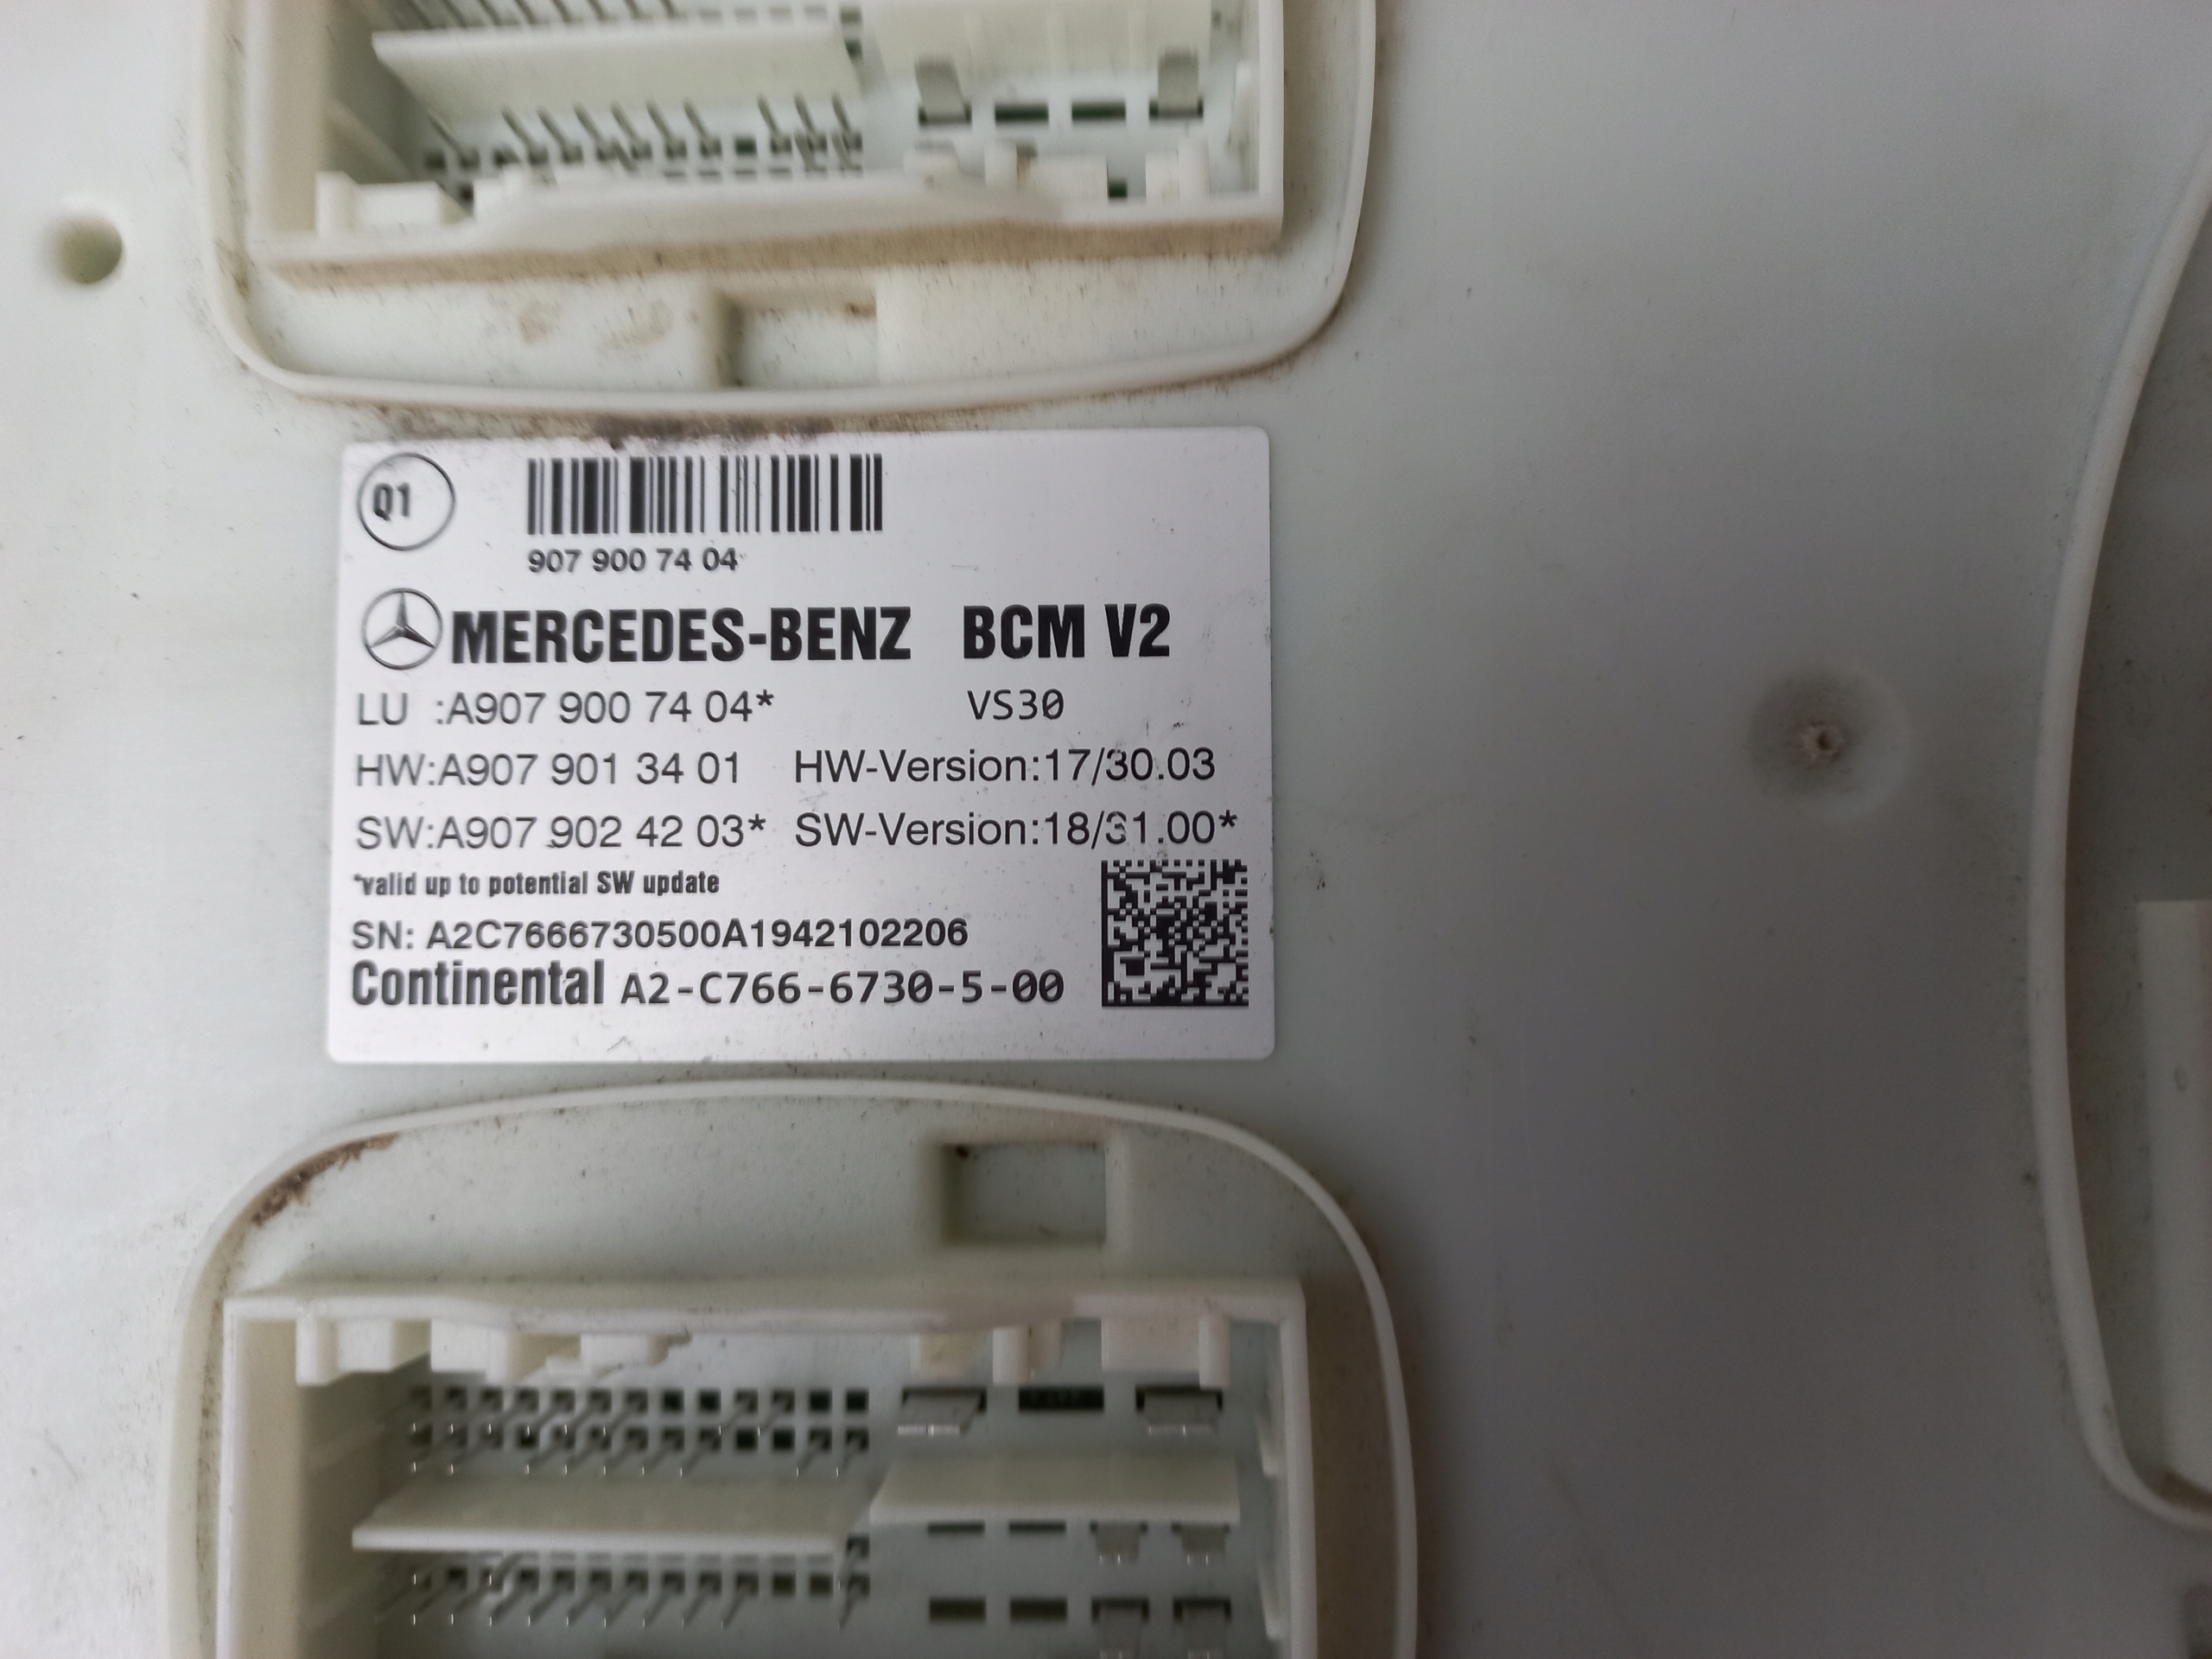 Q1
907 900 74 04
MERCEDES-BENZ BCM V2
LU :A907 900 74 04* VS30
HW:A907 901 34 01 HW-Version:17/30.03
SW:A907 902 42 03* SW-Version:18/31.00*
*valid up to potential SW update
SN: A2C7666730500A1942102206
Continental A2-C766-6730-5-00